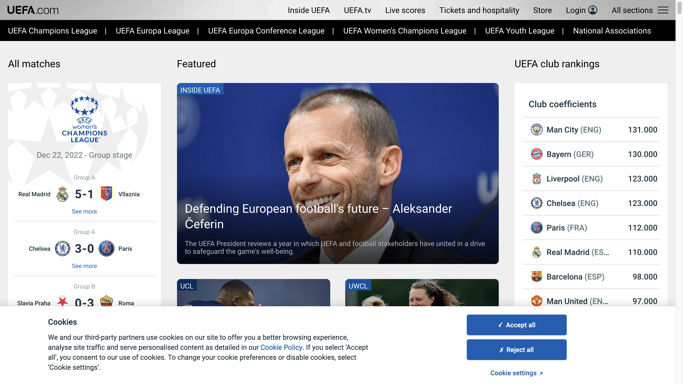 UEFA.com
Inside UEFA
UEFA.tv
Live scores
Tickets and hospitality
Store
Login
All sections
UEFA Champions League | UEFA Europa League | UEFA Europa Conference League | UEFA Women's Champions League | UEFA Youth League | National Associations
All matches
UEFA
WOMEN'S
CHAMPIONS
LEAGUE
Dec 22, 2022 - Group stage
Group A
Real Madrid 5-1 Vllaznia
See more
Group A
Chelsea 3-0 Paris
See more
Group B
Slavia Praha 0-3 Roma
Featured
INSIDE UEFA
Defending European football's future – Aleksander
Čeferin
The UEFA President reviews a year in which UEFA and football stakeholders have united in a drive
to safeguard the game's well-being.
UCL
UWCL
UEFA club rankings
Club coefficients
Man City (ENG) 131.000
Bayern (GER) 130.000
Liverpool (ENG) 123.000
Chelsea (ENG) 123.000
Paris (FRA) 112.000
Real Madrid (ES... 110.000
Barcelona (ESP) 98.000
Man United (EN... 97.000
Cookies
We and our third-party partners use cookies on our site to offer you a better browsing experience,
analyse site traffic and serve personalised content as detailed in our Cookie Policy. If you select 'Accept
all', you consent to our use of cookies. To change your cookie preferences or disable cookies, select
'Cookie settings'.
✓ Accept all
✗ Reject all
Cookie settings >